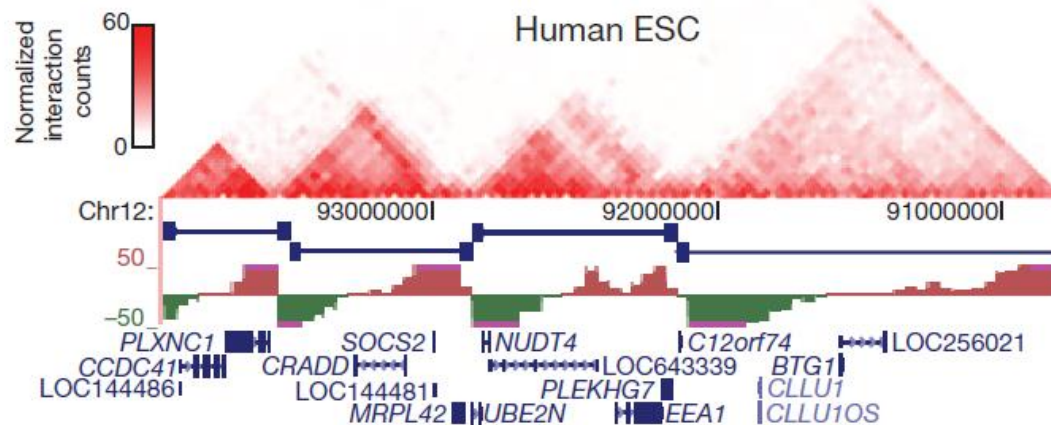 Human ESC
60
Normalized
interaction
counts
0
Chr12: 93000000 92000000 91000000
50
-50
PLXNC1 SOCS2 NUDT4 C12orf74 LOC256021
CCDC41 CRADD LOC643339 BTG1
LOC144486 LOC144481 PLEKHG7 CLLU1
MRPL42 UBE2N EEA1 CLLU1OS